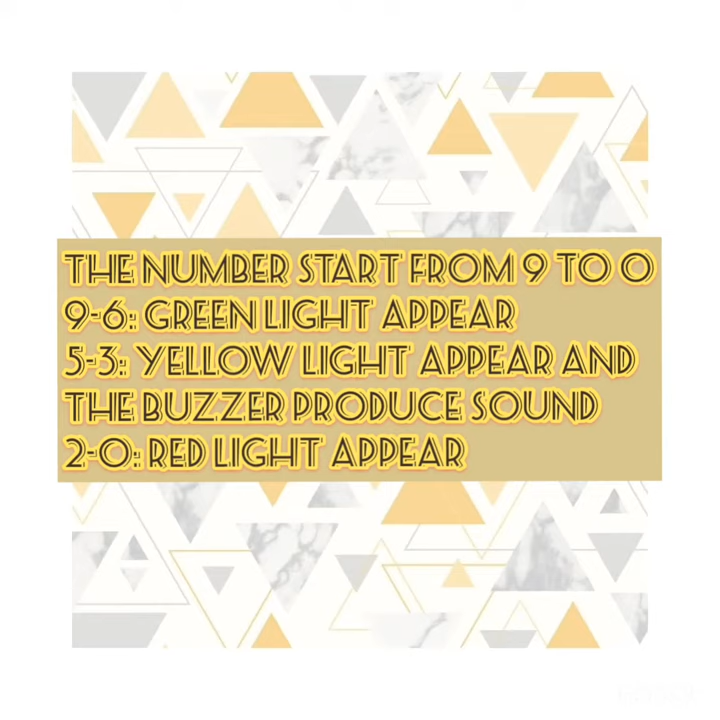 THE NUMBER START FROM 9 TO 0
9-6: GREEN LIGHT APPEAR
5-3: YELLOW LIGHT APPEAR AND
THE BUZZER PRODUCE SOUND
2-0: RED LIGHT APPEAR